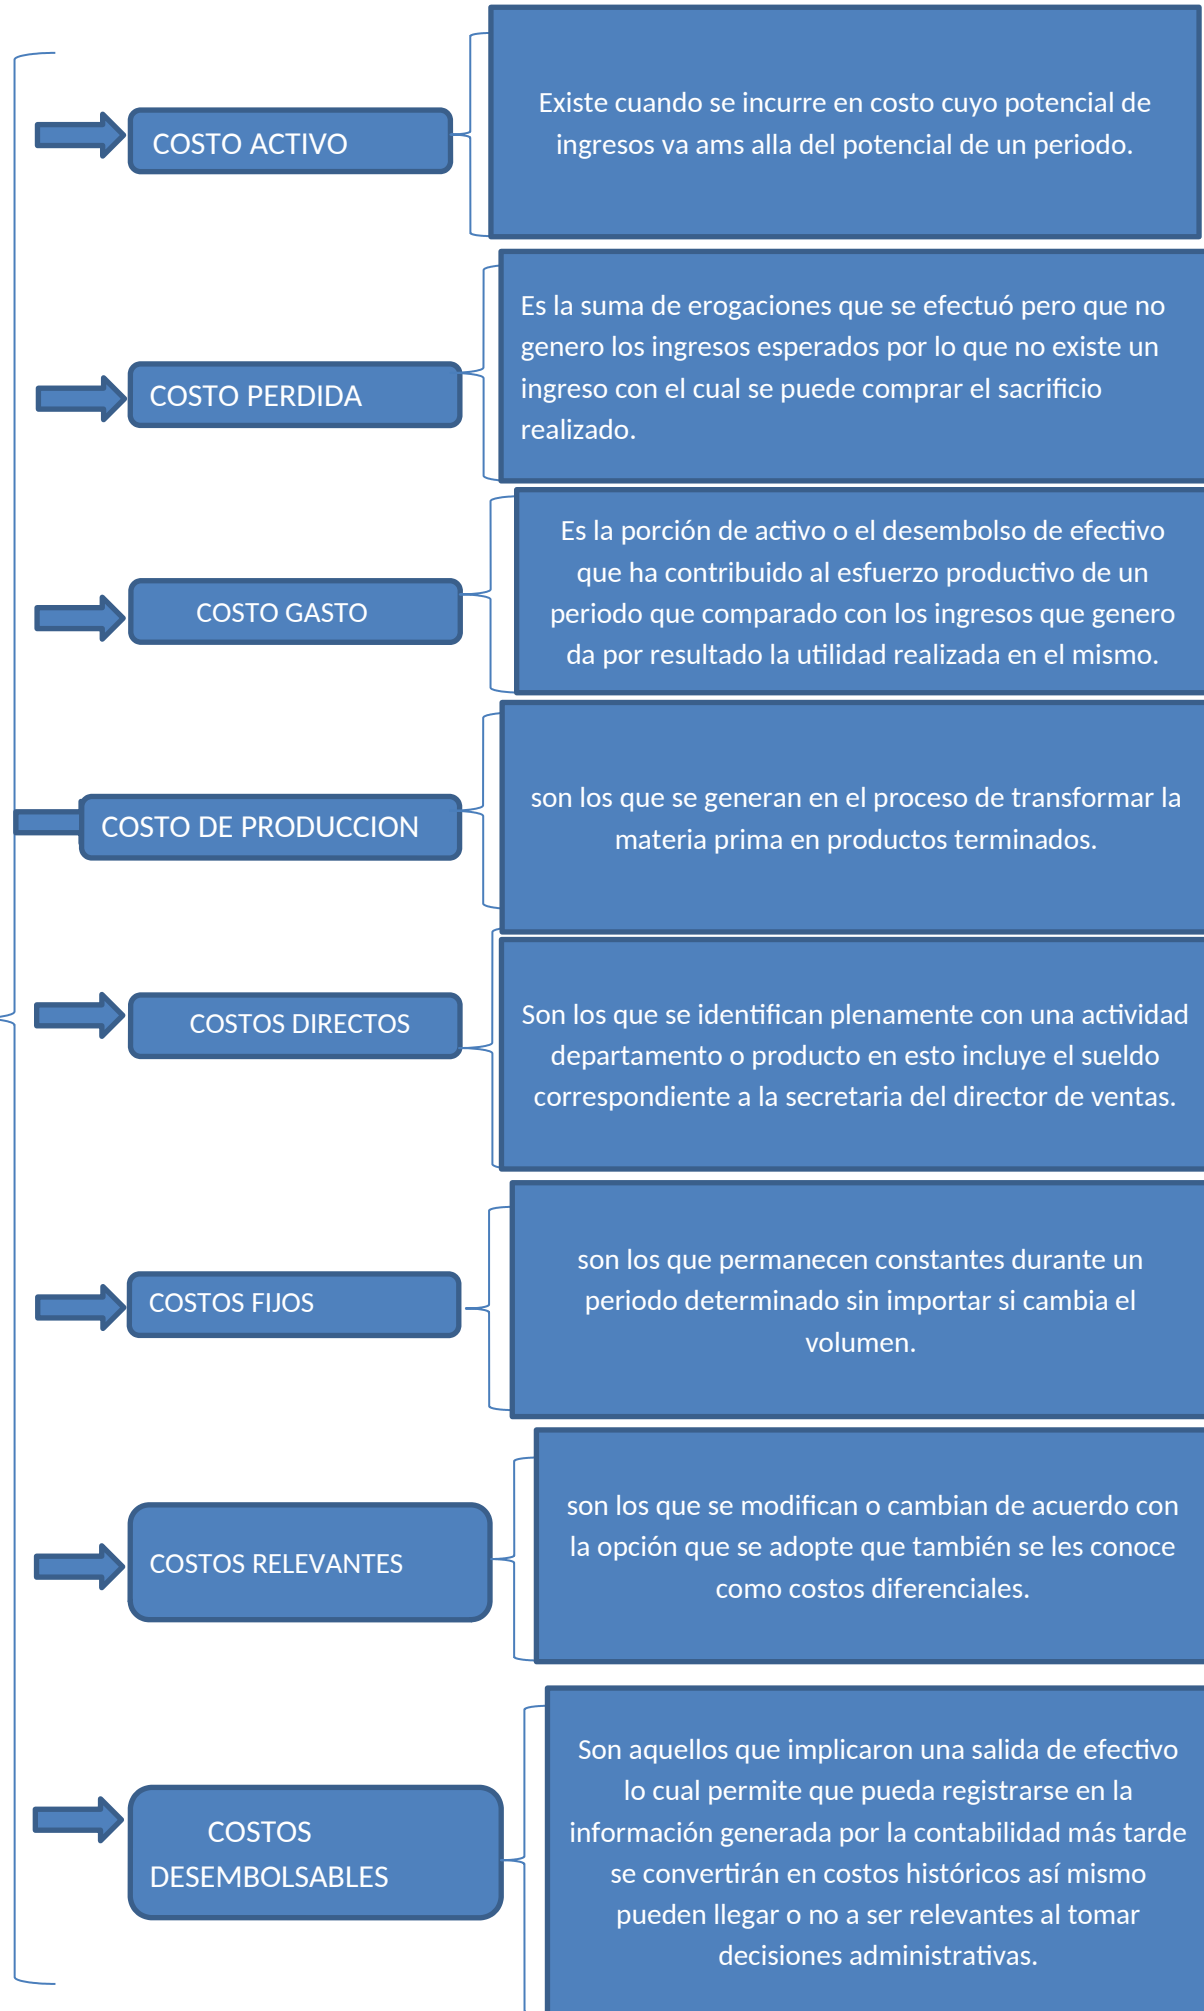 COSTO ACTIVO
Existe cuando se incurre en costo cuyo potencial de
ingresos va ams alla del potencial de un periodo.
COSTO PERDIDA
Es la suma de erogaciones que se efectuó pero que no
genero los ingresos esperados por lo que no existe un
ingreso con el cual se puede comprar el sacrificio
realizado.
COSTO GASTO
Es la porción de activo o el desembolso de efectivo
que ha contribuido al esfuerzo productivo de un
periodo que comparado con los ingresos que genero
da por resultado la utilidad realizada en el mismo.
COSTO DE PRODUCCION
son los que se generan en el proceso de transformar la
materia prima en productos terminados.
COSTOS DIRECTOS
Son los que se identifican plenamente con una actividad
departamento o producto en esto incluye el sueldo
correspondiente a la secretaria del director de ventas.
COSTOS FIJOS
son los que permanecen constantes durante un
periodo determinado sin importar si cambia el
volumen.
COSTOS RELEVANTES
son los que se modifican o cambian de acuerdo con
la opción que se adopte que también se les conoce
como costos diferenciales.
COSTOS
DESEMBOLSABLES
Son aquellos que implicaron una salida de efectivo
lo cual permite que pueda registrarse en la
información generada por la contabilidad más tarde
se convertirán en costos históricos así mismo
pueden llegar o no a ser relevantes al tomar
decisiones administrativas.